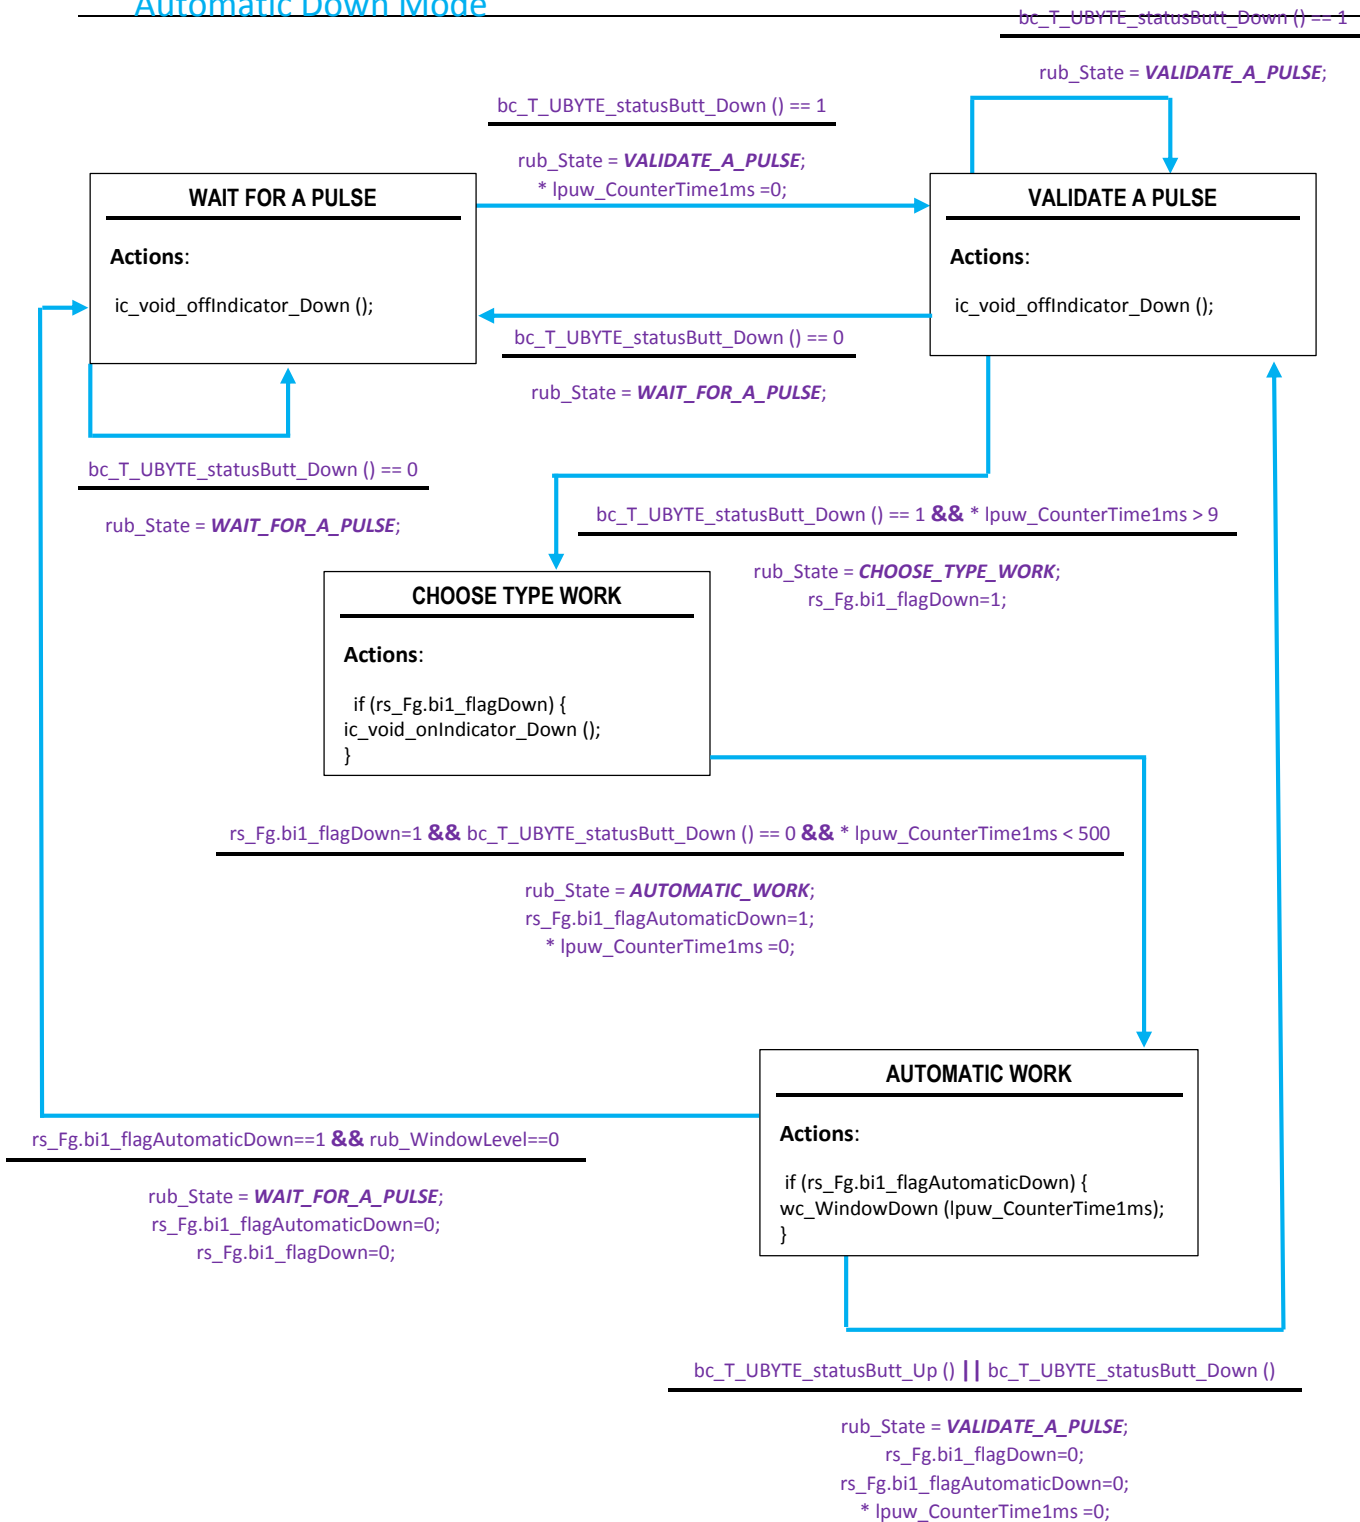 Automatic Down Mode
bc_T_UBYTE_statusButt_Down () == 1
rub_State = VALIDATE_A_PULSE;
bc_T_UBYTE_statusButt_Down () == 1
rub_State = VALIDATE_A_PULSE;
* lpuw_CounterTime1ms =0;
WAIT FOR A PULSE
Actions:
ic_void_offIndicator_Down ();
VALIDATE A PULSE
Actions:
ic_void_offIndicator_Down ();
bc_T_UBYTE_statusButt_Down () == 0
rub_State = WAIT_FOR_A_PULSE;
bc_T_UBYTE_statusButt_Down () == 0
rub_State = WAIT_FOR_A_PULSE;
bc_T_UBYTE_statusButt_Down () == 1 && * lpuw_CounterTime1ms > 9
rub_State = CHOOSE_TYPE_WORK;
rs_Fg.bi1_flagDown=1;
CHOOSE TYPE WORK
Actions:
if (rs_Fg.bi1_flagDown) {
ic_void_onIndicator_Down ();
}
rs_Fg.bi1_flagDown=1 && bc_T_UBYTE_statusButt_Down () == 0 && * lpuw_CounterTime1ms < 500
rub_State = AUTOMATIC_WORK;
rs_Fg.bi1_flagAutomaticDown=1;
* lpuw_CounterTime1ms =0;
AUTOMATIC WORK
Actions:
if (rs_Fg.bi1_flagAutomaticDown) {
wc_WindowDown (lpuw_CounterTime1ms);
}
rs_Fg.bi1_flagAutomaticDown==1 && rub_WindowLevel==0
rub_State = WAIT_FOR_A_PULSE;
rs_Fg.bi1_flagAutomaticDown=0;
rs_Fg.bi1_flagDown=0;
bc_T_UBYTE_statusButt_Up () || bc_T_UBYTE_statusButt_Down ()
rub_State = VALIDATE_A_PULSE;
rs_Fg.bi1_flagDown=0;
rs_Fg.bi1_flagAutomaticDown=0;
* lpuw_CounterTime1ms =0;